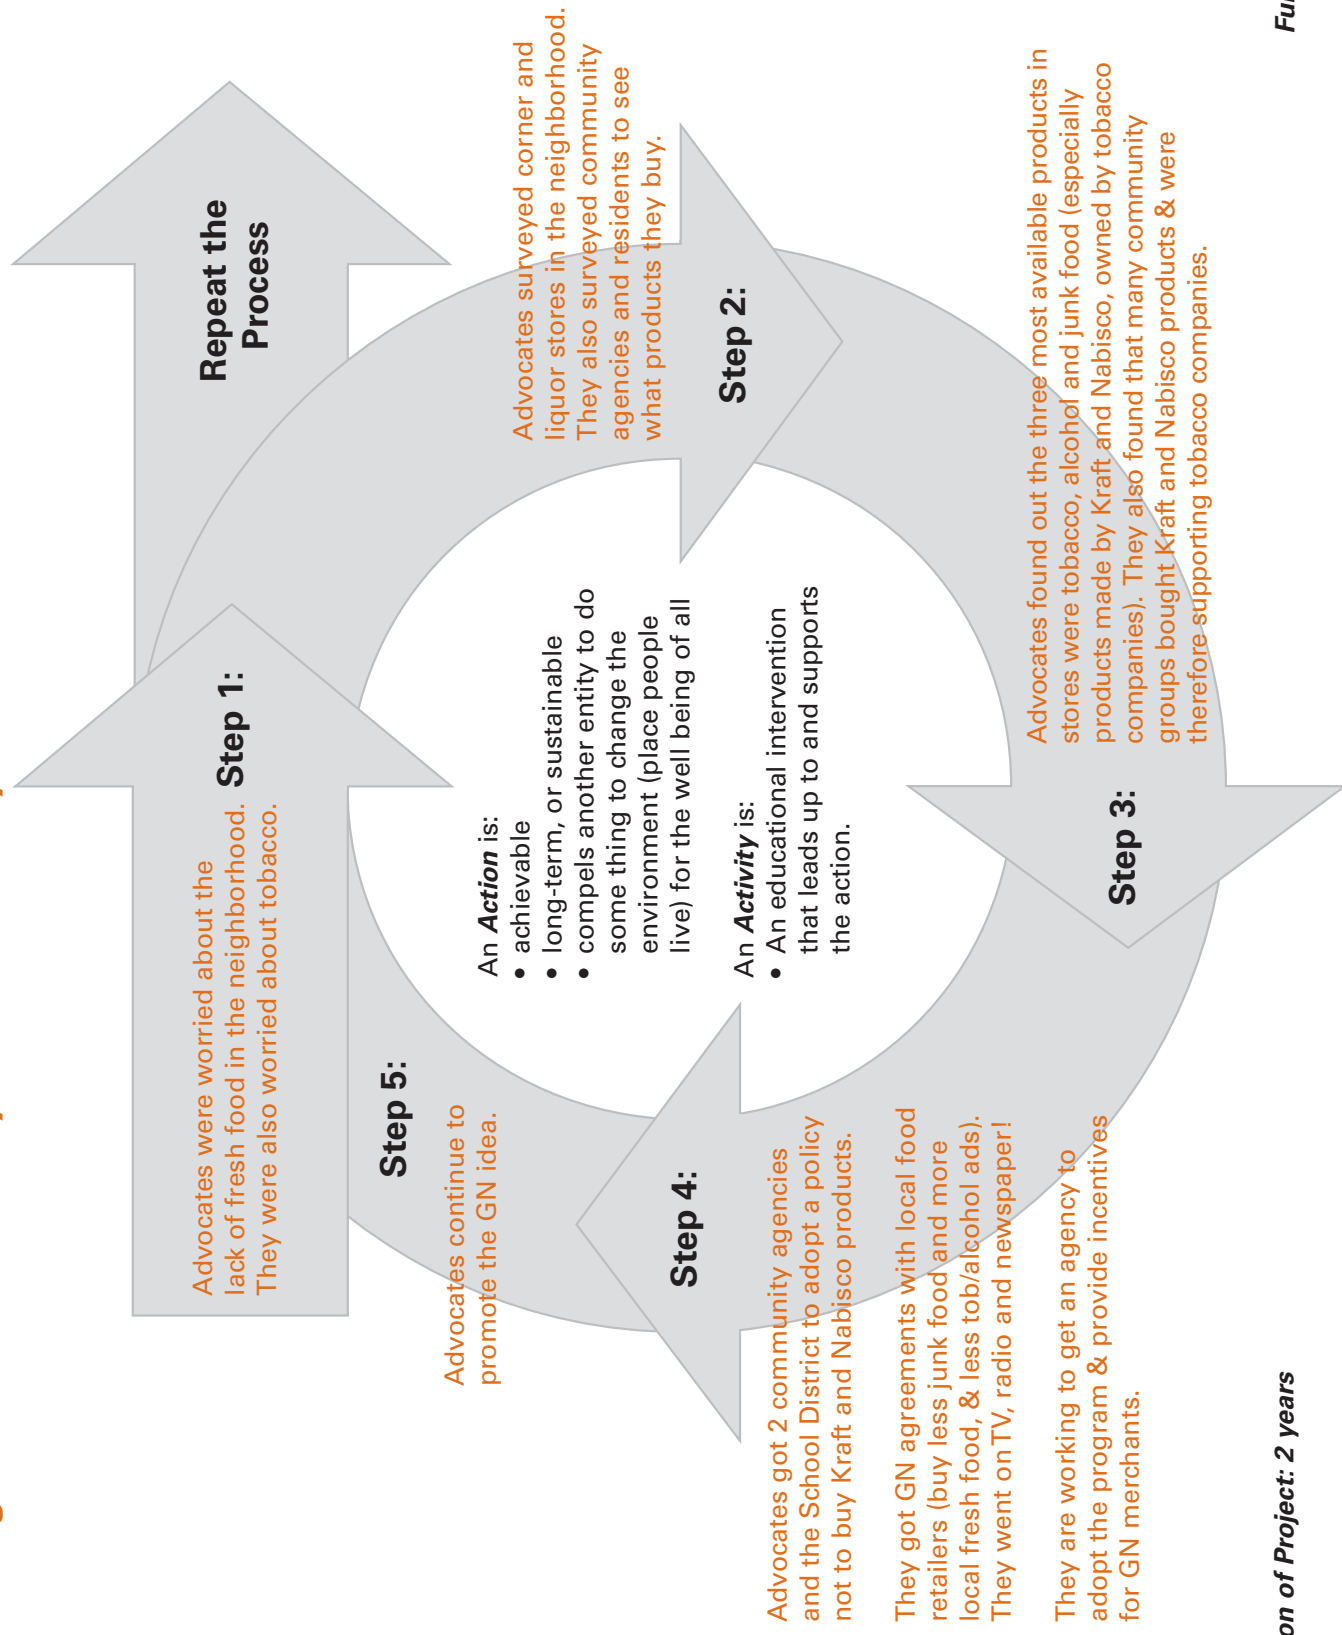 Step 1:
Advocates were worried about the
lack of fresh food in the neighborhood.
They were also worried about tobacco.
Repeat the
Process
Advocates surveyed corner and
liquor stores in the neighborhood.
They also surveyed community
agencies and residents to see
what products they buy.
Step 2:
Step 3:
Advocates found out the three most available products in
stores were tobacco, alcohol and junk food (especially
products made by Kraft and Nabisco, owned by tobacco
companies). They also found that many community
groups bought Kraft and Nabisco products & were
therefore supporting tobacco companies.
Step 4:
Advocates got 2 community agencies
and the School District to adopt a policy
not to buy Kraft and Nabisco products.
They got GN agreements with local food
retailers (buy less junk food and more
local fresh food, & less tob/alcohol ads).
They went on TV, radio and newspaper!
They are working to get an agency to
adopt the program & provide incentives
for GN merchants.
Step 5:
Advocates continue to
promote the GN idea.
An Action is:
• achievable
• long-term, or sustainable
• compels another entity to do
some thing to change the
environment (place people
live) for the well being of all
An Activity is:
• An educational intervention
that leads up to and supports
the action.
on of Project: 2 years